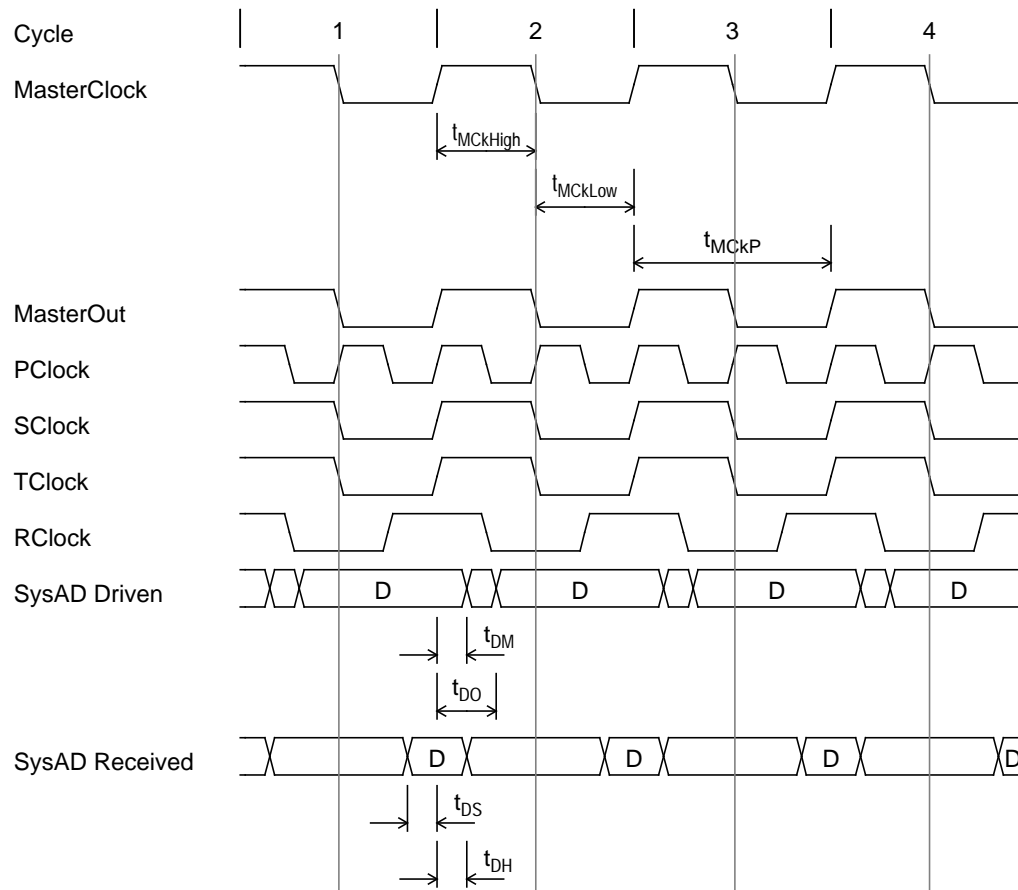 Cycle 1 2 3 4
MasterClock
tMCkHigh
tMCkLow
tMCkP
MasterOut
PClock
SClock
TClock
RClock
SysAD Driven D D D D
tDM
tDO
SysAD Received D D D D
tDS
tDH